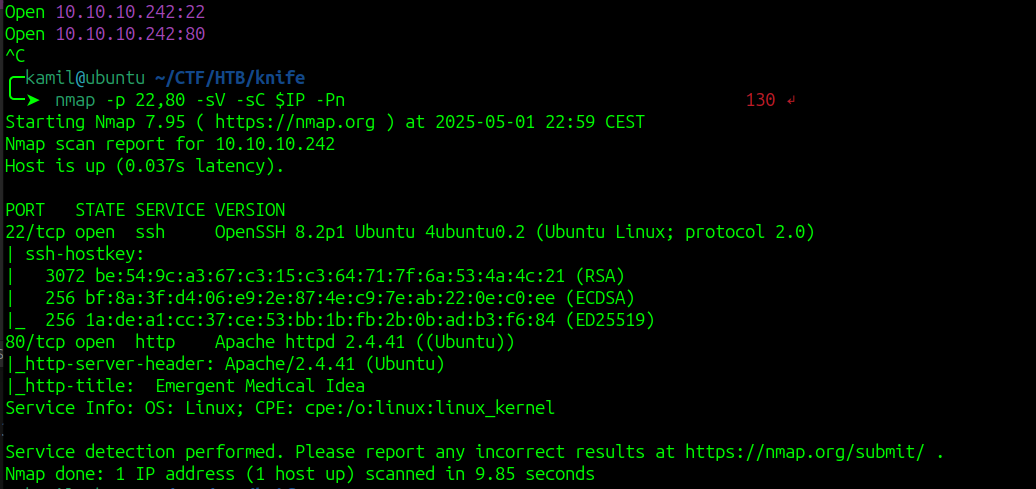 Open 10.10.10.242:22
Open 10.10.10.242:80
^C
kamil@ubuntu ~/CTF/HTB/knife
nmap -p 22,80 -sV -sC $IP -Pn 130 ↲
Starting Nmap 7.95 ( https://nmap.org ) at 2025-05-01 22:59 CEST
Nmap scan report for 10.10.10.242
Host is up (0.037s latency).
PORT   STATE SERVICE VERSION
22/tcp open  ssh     OpenSSH 8.2p1 Ubuntu 4ubuntu0.2 (Ubuntu Linux; protocol 2.0)
| ssh-hostkey:
|   3072 be:54:9c:a3:67:c3:15:c3:64:71:7f:6a:53:4a:4c:21 (RSA)
|   256 bf:8a:3f:d4:06:e9:2e:87:4e:c9:7e:ab:22:0e:c0:ee (ECDSA)
|_  256 1a:de:a1:cc:37:ce:53:bb:1b:fb:2b:0b:ad:b3:f6:84 (ED25519)
80/tcp open  http    Apache httpd 2.4.41 ((Ubuntu))
|_http-server-header: Apache/2.4.41 (Ubuntu)
|_http-title:  Emergent Medical Idea
Service Info: OS: Linux; CPE: cpe:/o:linux:linux_kernel
Service detection performed. Please report any incorrect results at https://nmap.org/submit/ .
Nmap done: 1 IP address (1 host up) scanned in 9.85 seconds